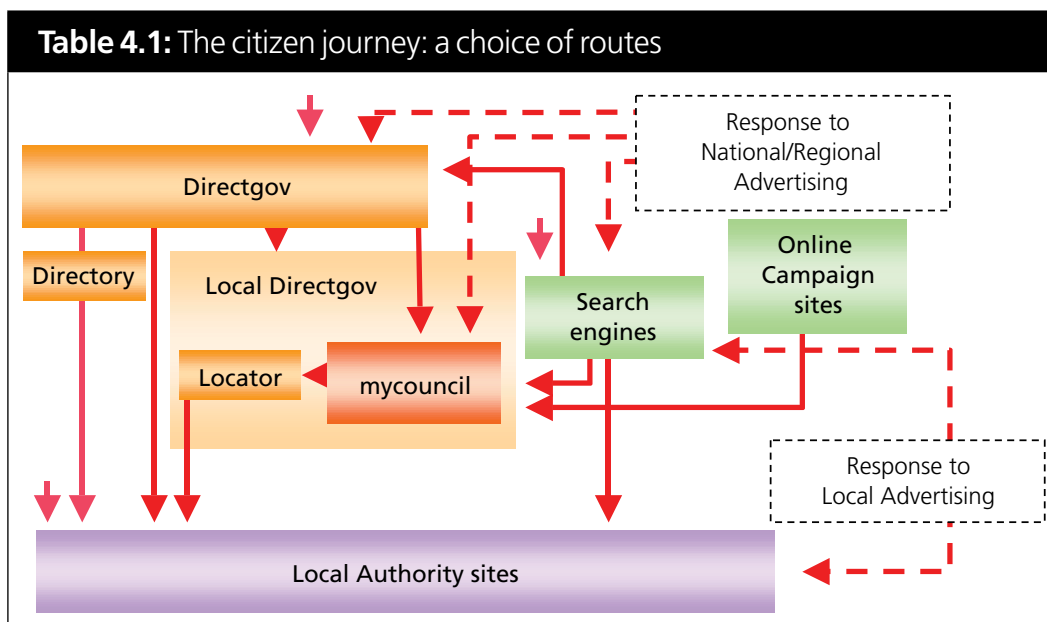 Table 4.1: The citizen journey: a choice of routes
Response to
National/Regional
Advertising
Directgov
Directory
Local Directgov
Search
engines
Online
Campaign
sites
Locator
mycouncil
Response to
Local Advertising
Local Authority sites